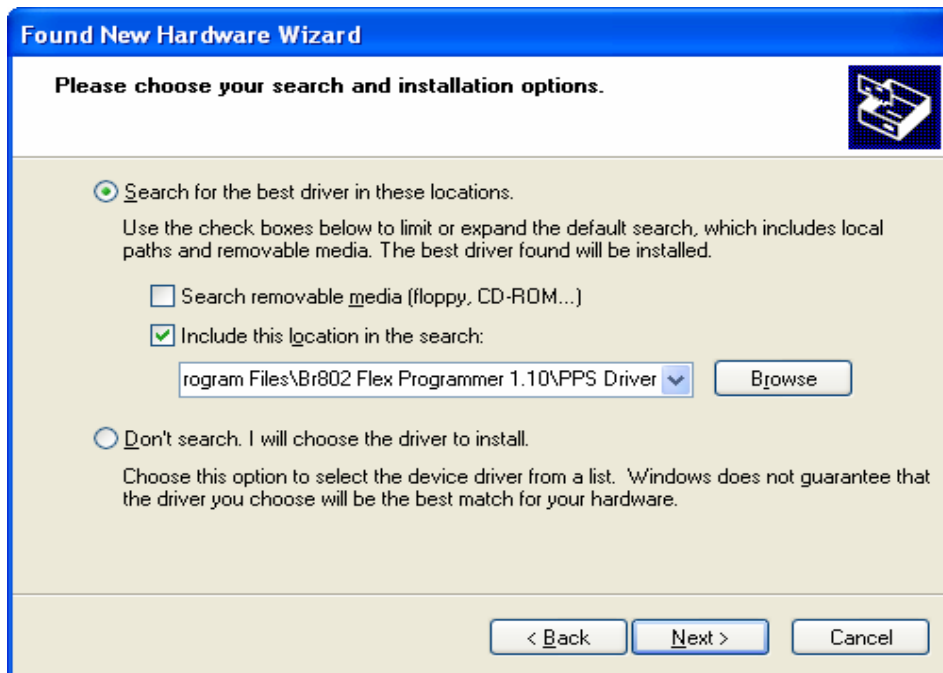 Found New Hardware Wizard
Please choose your search and installation options.
Search for the best driver in these locations.
Use the check boxes below to limit or expand the default search, which includes local
paths and removable media. The best driver found will be installed.
Search removable media (floppy, CD-ROM...)
Include this location in the search:
rogram Files\Br802 Flex Programmer 1.10\PPS Driver
Browse
Don't search. I will choose the driver to install.
Choose this option to select the device driver from a list. Windows does not guarantee that
the driver you choose will be the best match for your hardware.
< Back
Next >
Cancel